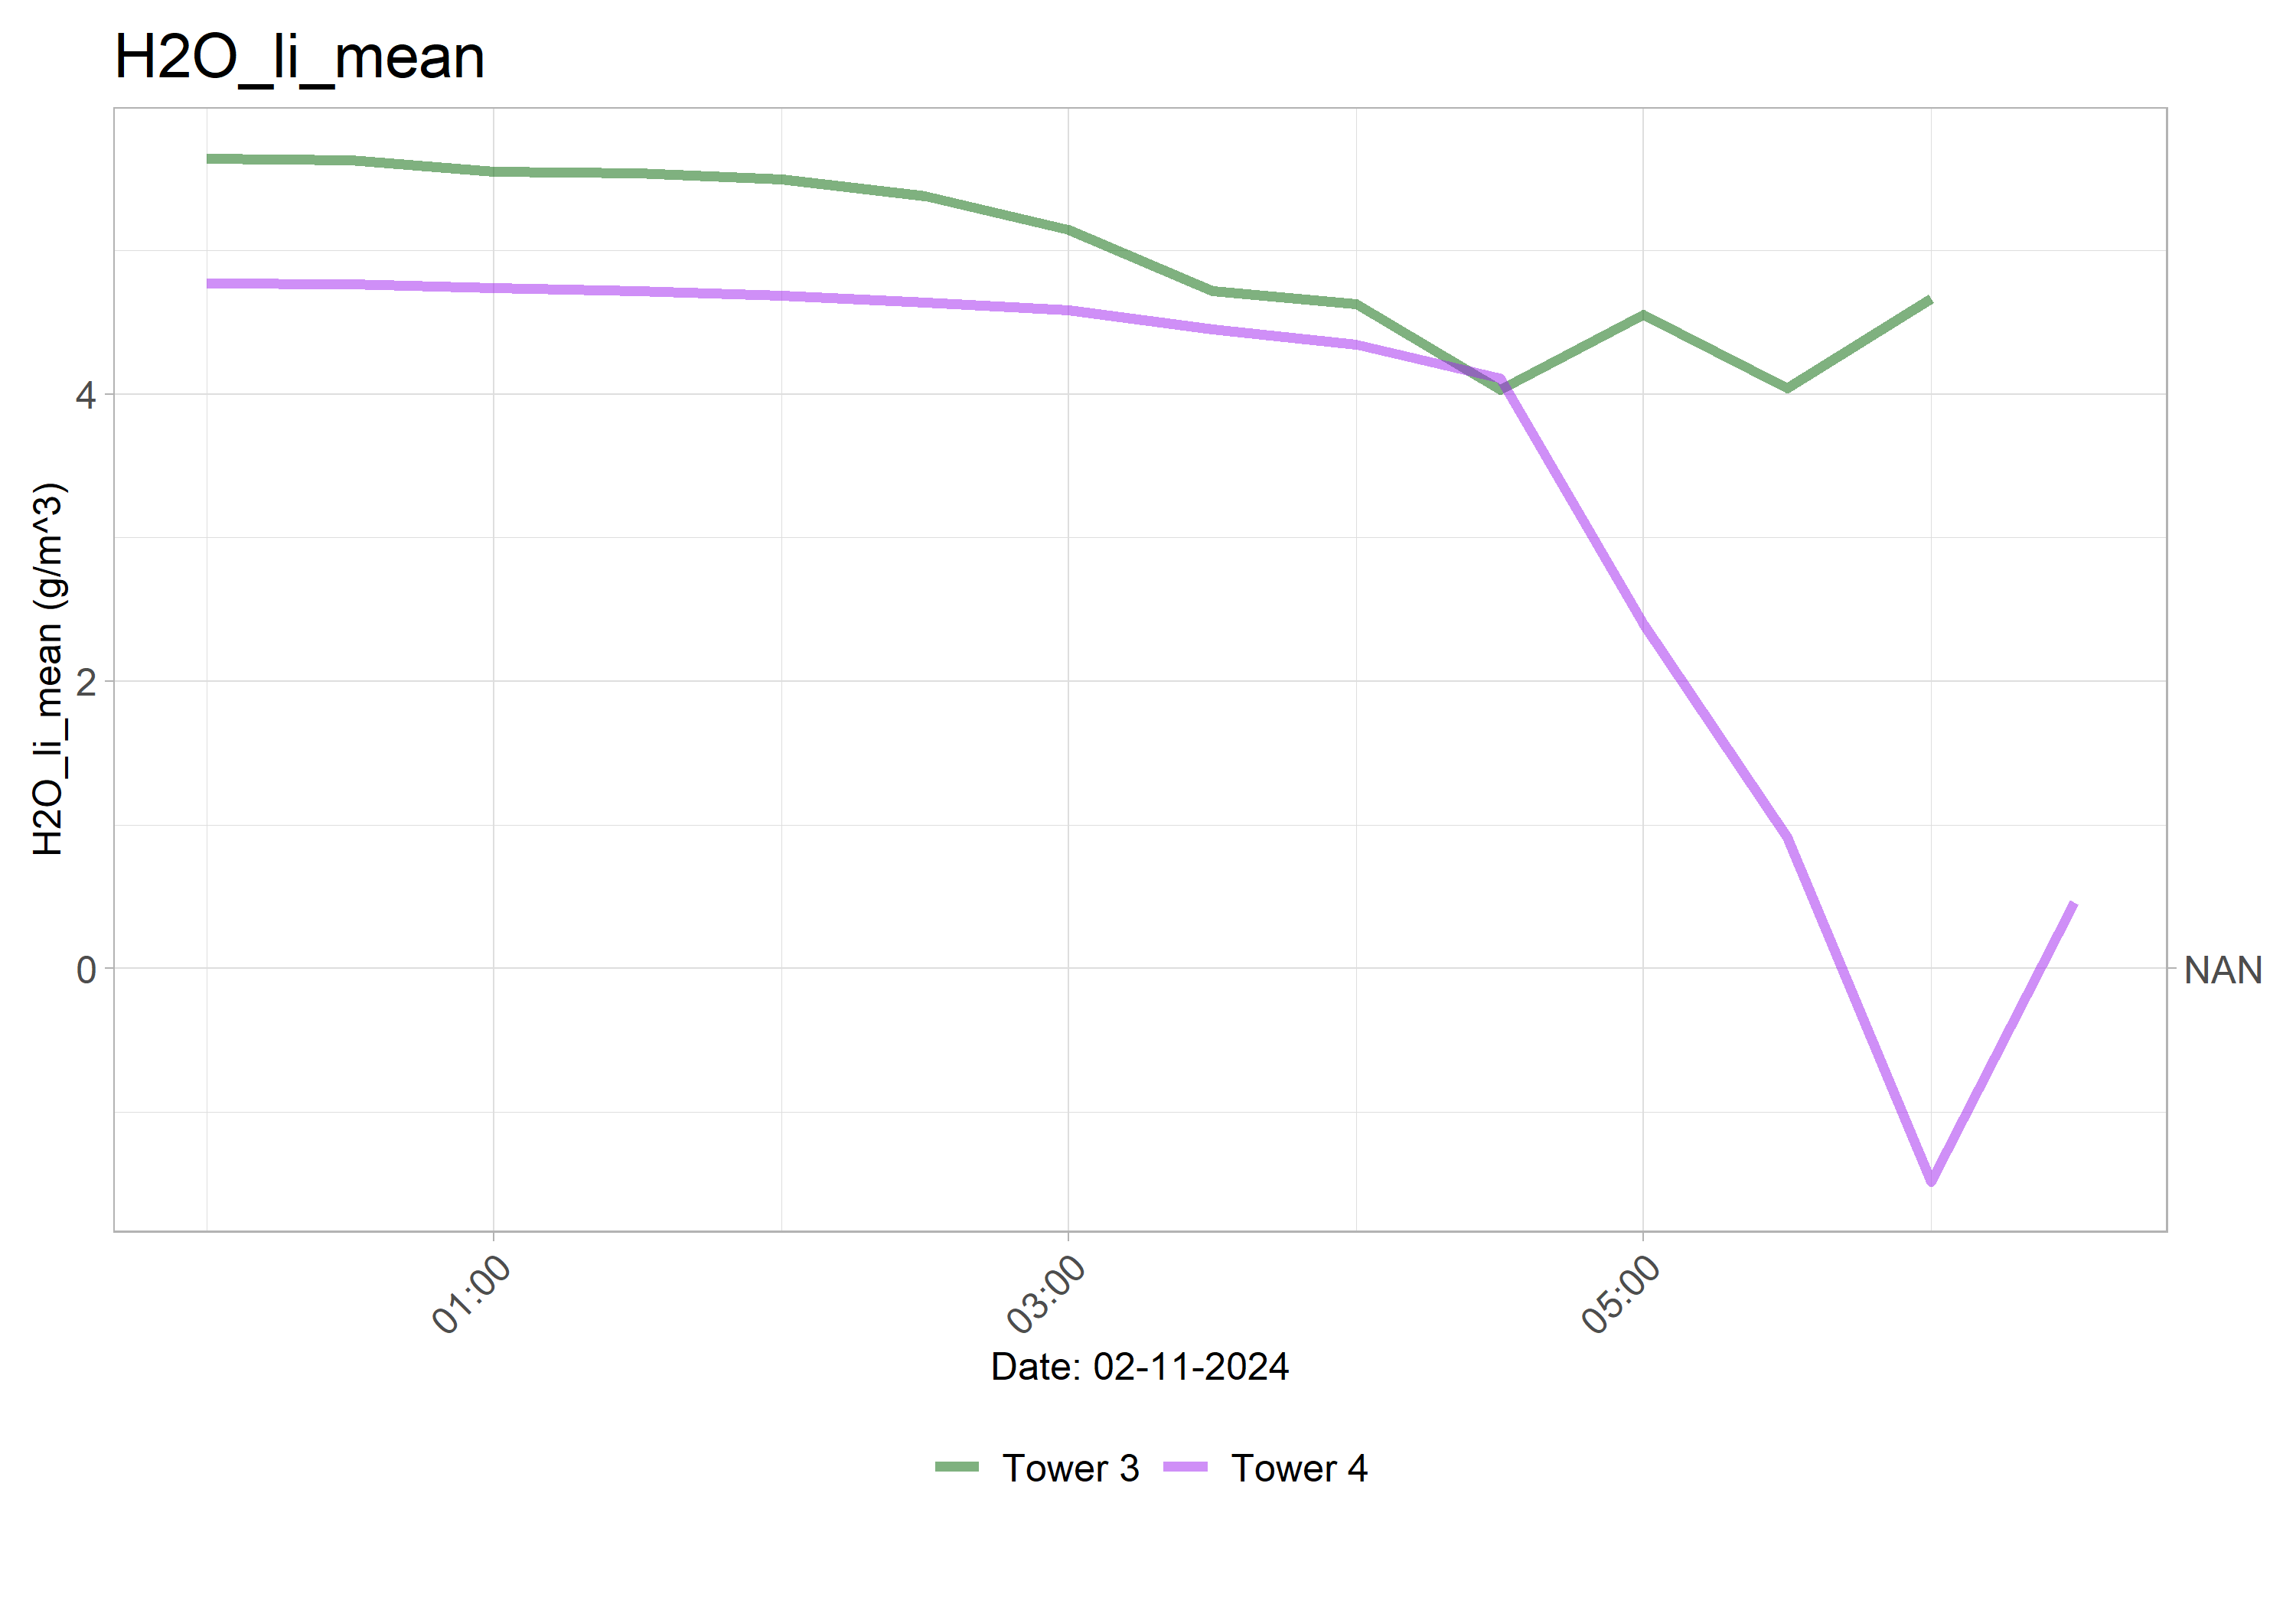 H2O_li_mean
H2O_li_mean (g/m^3)
4
2
0
NAN
01:00
03:00
05:00
Date: 02-11-2024
Tower 3
Tower 4